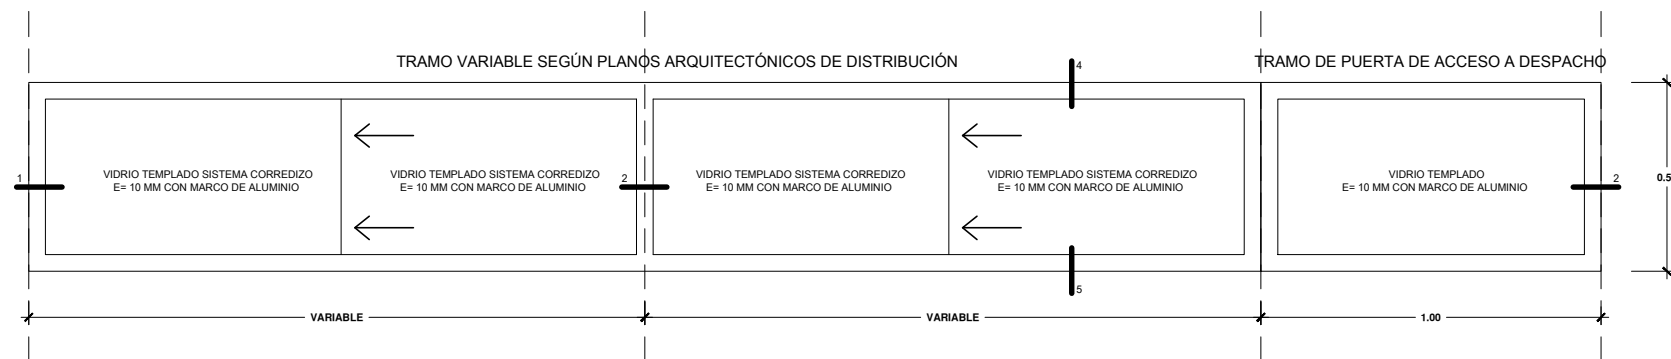 TRAMO VARIABLE SEGÚN PLANOS ARQUITECTÓNICOS DE DISTRIBUCIÓN
TRAMO DE PUERTA DE ACCESO A DESPACHO
4
1
VIDRIO TEMPLADO SISTEMA CORREDIZO
E= 10 MM CON MARCO DE ALUMINIO
VIDRIO TEMPLADO SISTEMA CORREDIZO
E= 10 MM CON MARCO DE ALUMINIO
2
VIDRIO TEMPLADO SISTEMA CORREDIZO
E= 10 MM CON MARCO DE ALUMINIO
VIDRIO TEMPLADO SISTEMA CORREDIZO
E= 10 MM CON MARCO DE ALUMINIO
VIDRIO TEMPLADO
E= 10 MM CON MARCO DE ALUMINIO
2
5
VARIABLE
VARIABLE
1.00